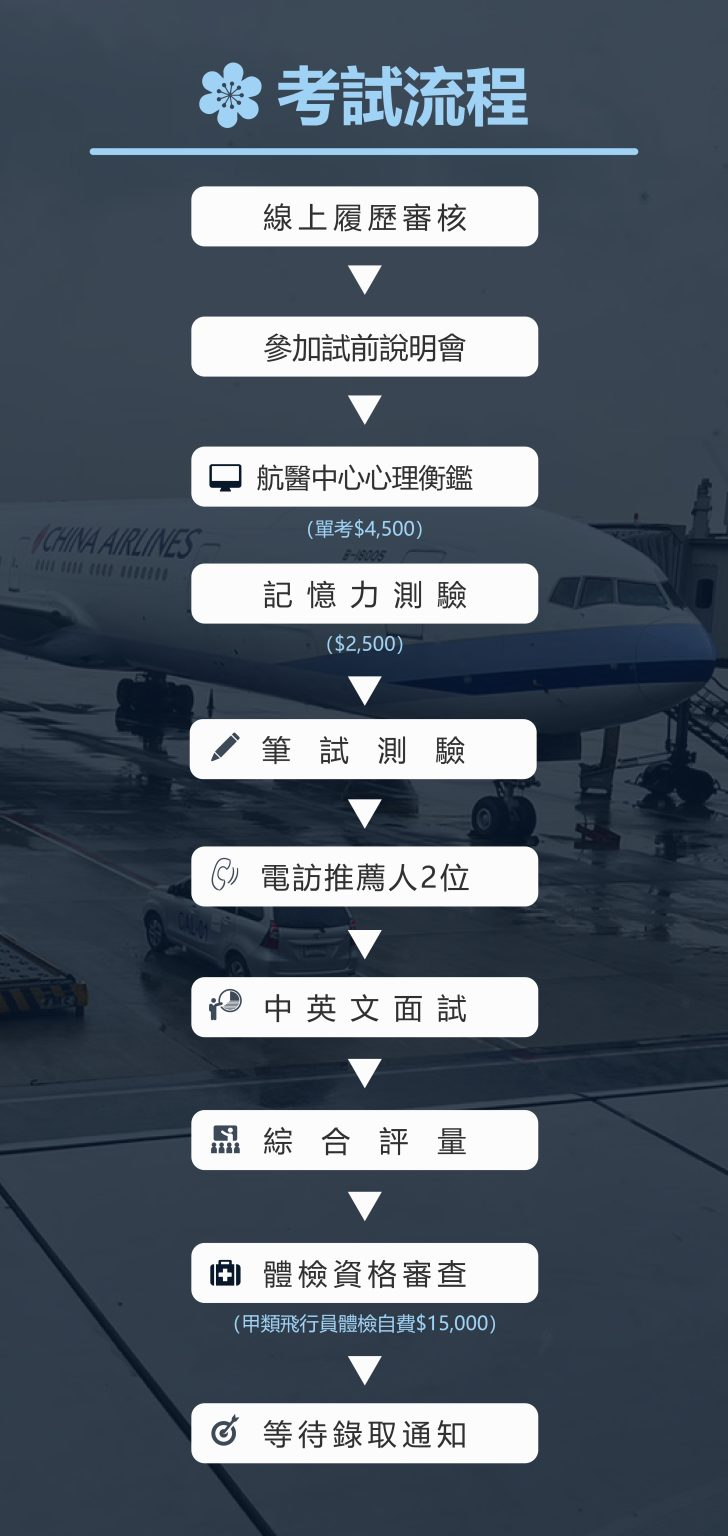 考試流程
線上履歷審核
參加試前說明會
航醫中心心理衡鑑
(單考$4,500)
CHINA AIRLINES
B-18005
記憶力測驗
($2,500)
筆試測驗
電訪推薦人2位
CAL-01
中英文面試
綜合評量
體檢資格審查
(甲類飛行員體檢自費$15,000)
等待錄取通知